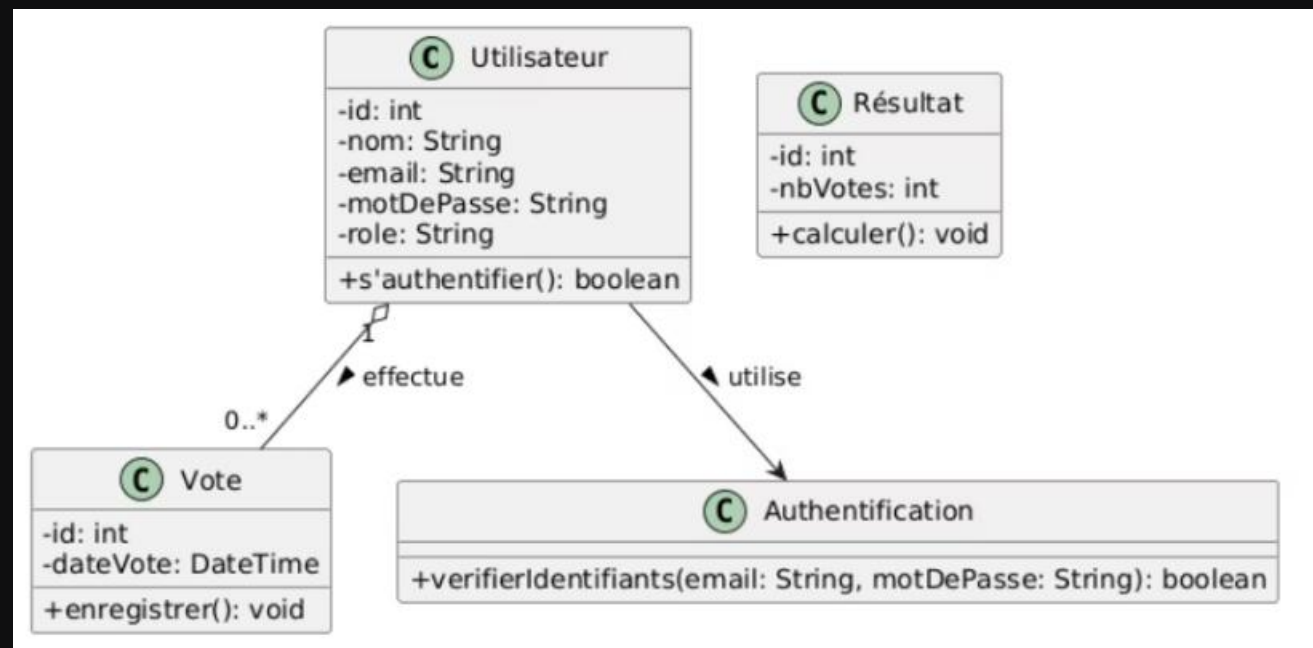 C Utilisateur
-id: int
-nom: String
-email: String
-motDePasse: String
-role: String
+s'authentifier(): boolean
C Résultat
-id: int
-nbVotes: int
+calculer(): void
1
effectue
0..*
utilise
C Vote
-id: int
-dateVote: DateTime
+enregistrer(): void
C Authentification
+verifierIdentifiants(email: String, motDePasse: String): boolean